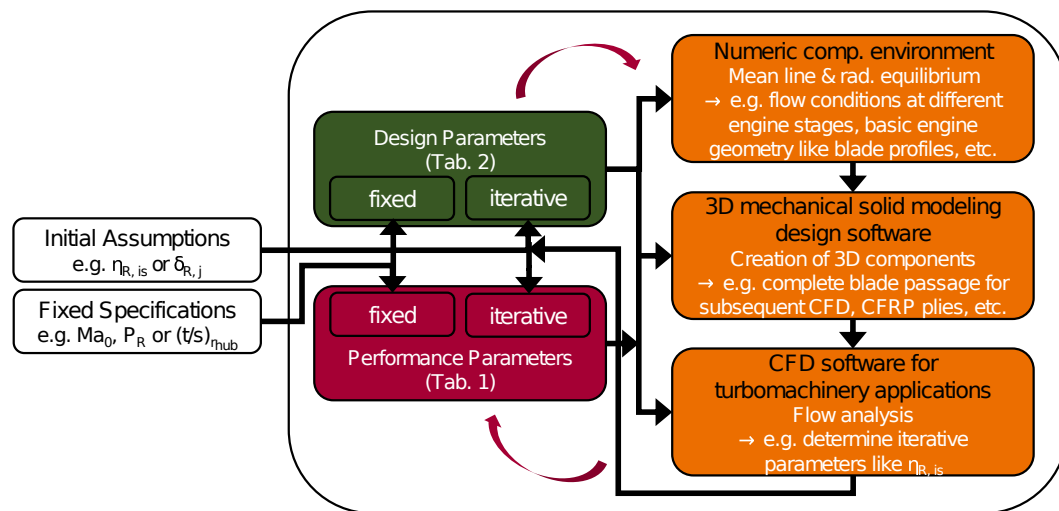 Numeric comp. environment
Mean line & rad. equilibrium
→ e.g. flow conditions at different
engine stages, basic engine
geometry like blade profiles, etc.
Design Parameters
(Tab. 2)
fixed
iterative
3D mechanical solid modeling
design software
Creation of 3D components
→ e.g. complete blade passage for
subsequent CFD, CFRP plies, etc.
Initial Assumptions
e.g. ηR, is or δR, j
Fixed Specifications
e.g. Ma0, PR or (t/s)rhub
fixed
iterative
Performance Parameters
(Tab. 1)
CFD software for
turbomachinery applications
Flow analysis
→ e.g. determine iterative
parameters like ηR, is